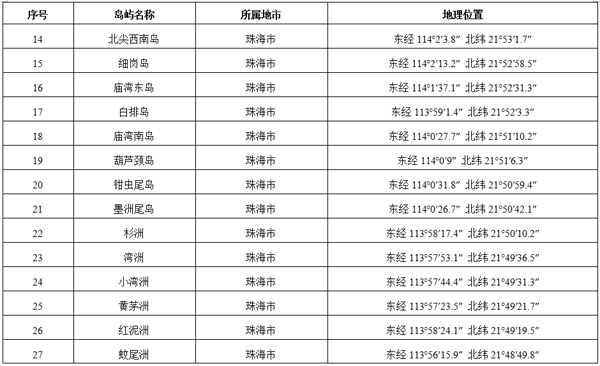 序号 岛屿名称 所属地市 地理位置
14 北尖西南岛 珠海市 东经 114°2′3.8″ 北纬 21°53′1.7″
15 细岗岛 珠海市 东经 114°2′13.2″ 北纬 21°52′58.5″
16 庙湾东岛 珠海市 东经 114°1′37.1″ 北纬 21°52′31.3″
17 白排岛 珠海市 东经 113°59′1.4″ 北纬 21°52′3.3″
18 庙湾南岛 珠海市 东经 114°0′27.7″ 北纬 21°51′10.2″
19 葫芦颈岛 珠海市 东经 114°0′9″ 北纬 21°51′6.3″
20 钳虫尾岛 珠海市 东经 114°0′31.8″ 北纬 21°50′59.4″
21 墨洲尾岛 珠海市 东经 114°0′26.7″ 北纬 21°50′42.1″
22 杉洲 珠海市 东经 113°58′17.4″ 北纬 21°50′10.2″
23 湾洲 珠海市 东经 113°57′53.1″ 北纬 21°49′36.5″
24 小湾洲 珠海市 东经 113°57′44.4″ 北纬 21°49′31.3″
25 黄茅洲 珠海市 东经 113°57′23.5″ 北纬 21°49′21.7″
26 红泥洲 珠海市 东经 113°58′24.1″ 北纬 21°49′19.5″
27 蚊尾洲 珠海市 东经 113°56′15.9″ 北纬 21°48′49.8″